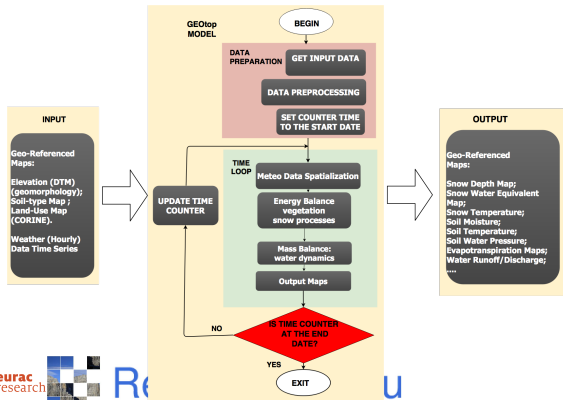 GEOtop
MODEL
BEGIN
DATA
PREPARATION
GET INPUT DATA
DATA PREPROCESSING
SET COUNTER TIME
TO THE START DATE
INPUT
Geo-Referenced
Maps:
Elevation (DTM)
(geomorphology);
Soil-type Map ;
Land-Use Map
(CORINE).
Weather (Hourly)
Data Time Series
UPDATE TIME
COUNTER
TIME
LOOP
Meteo Data Spatialization
Energy Balance
vegetation
snow processes
Mass Balance:
water dynamics
Output Maps
OUTPUT
Geo-Referenced
Maps:
Snow Depth Map;
Snow Water Equivalent
Map;
Snow Temperature;
Soil Moisture;
Soil Temperature;
Soil Water Pressure;
Evapotranspiration Maps;
Water Runoff/Discharge;
....
IS TIME COUNTER
AT THE END
DATE?
NO
YES
EXIT
eurac
research